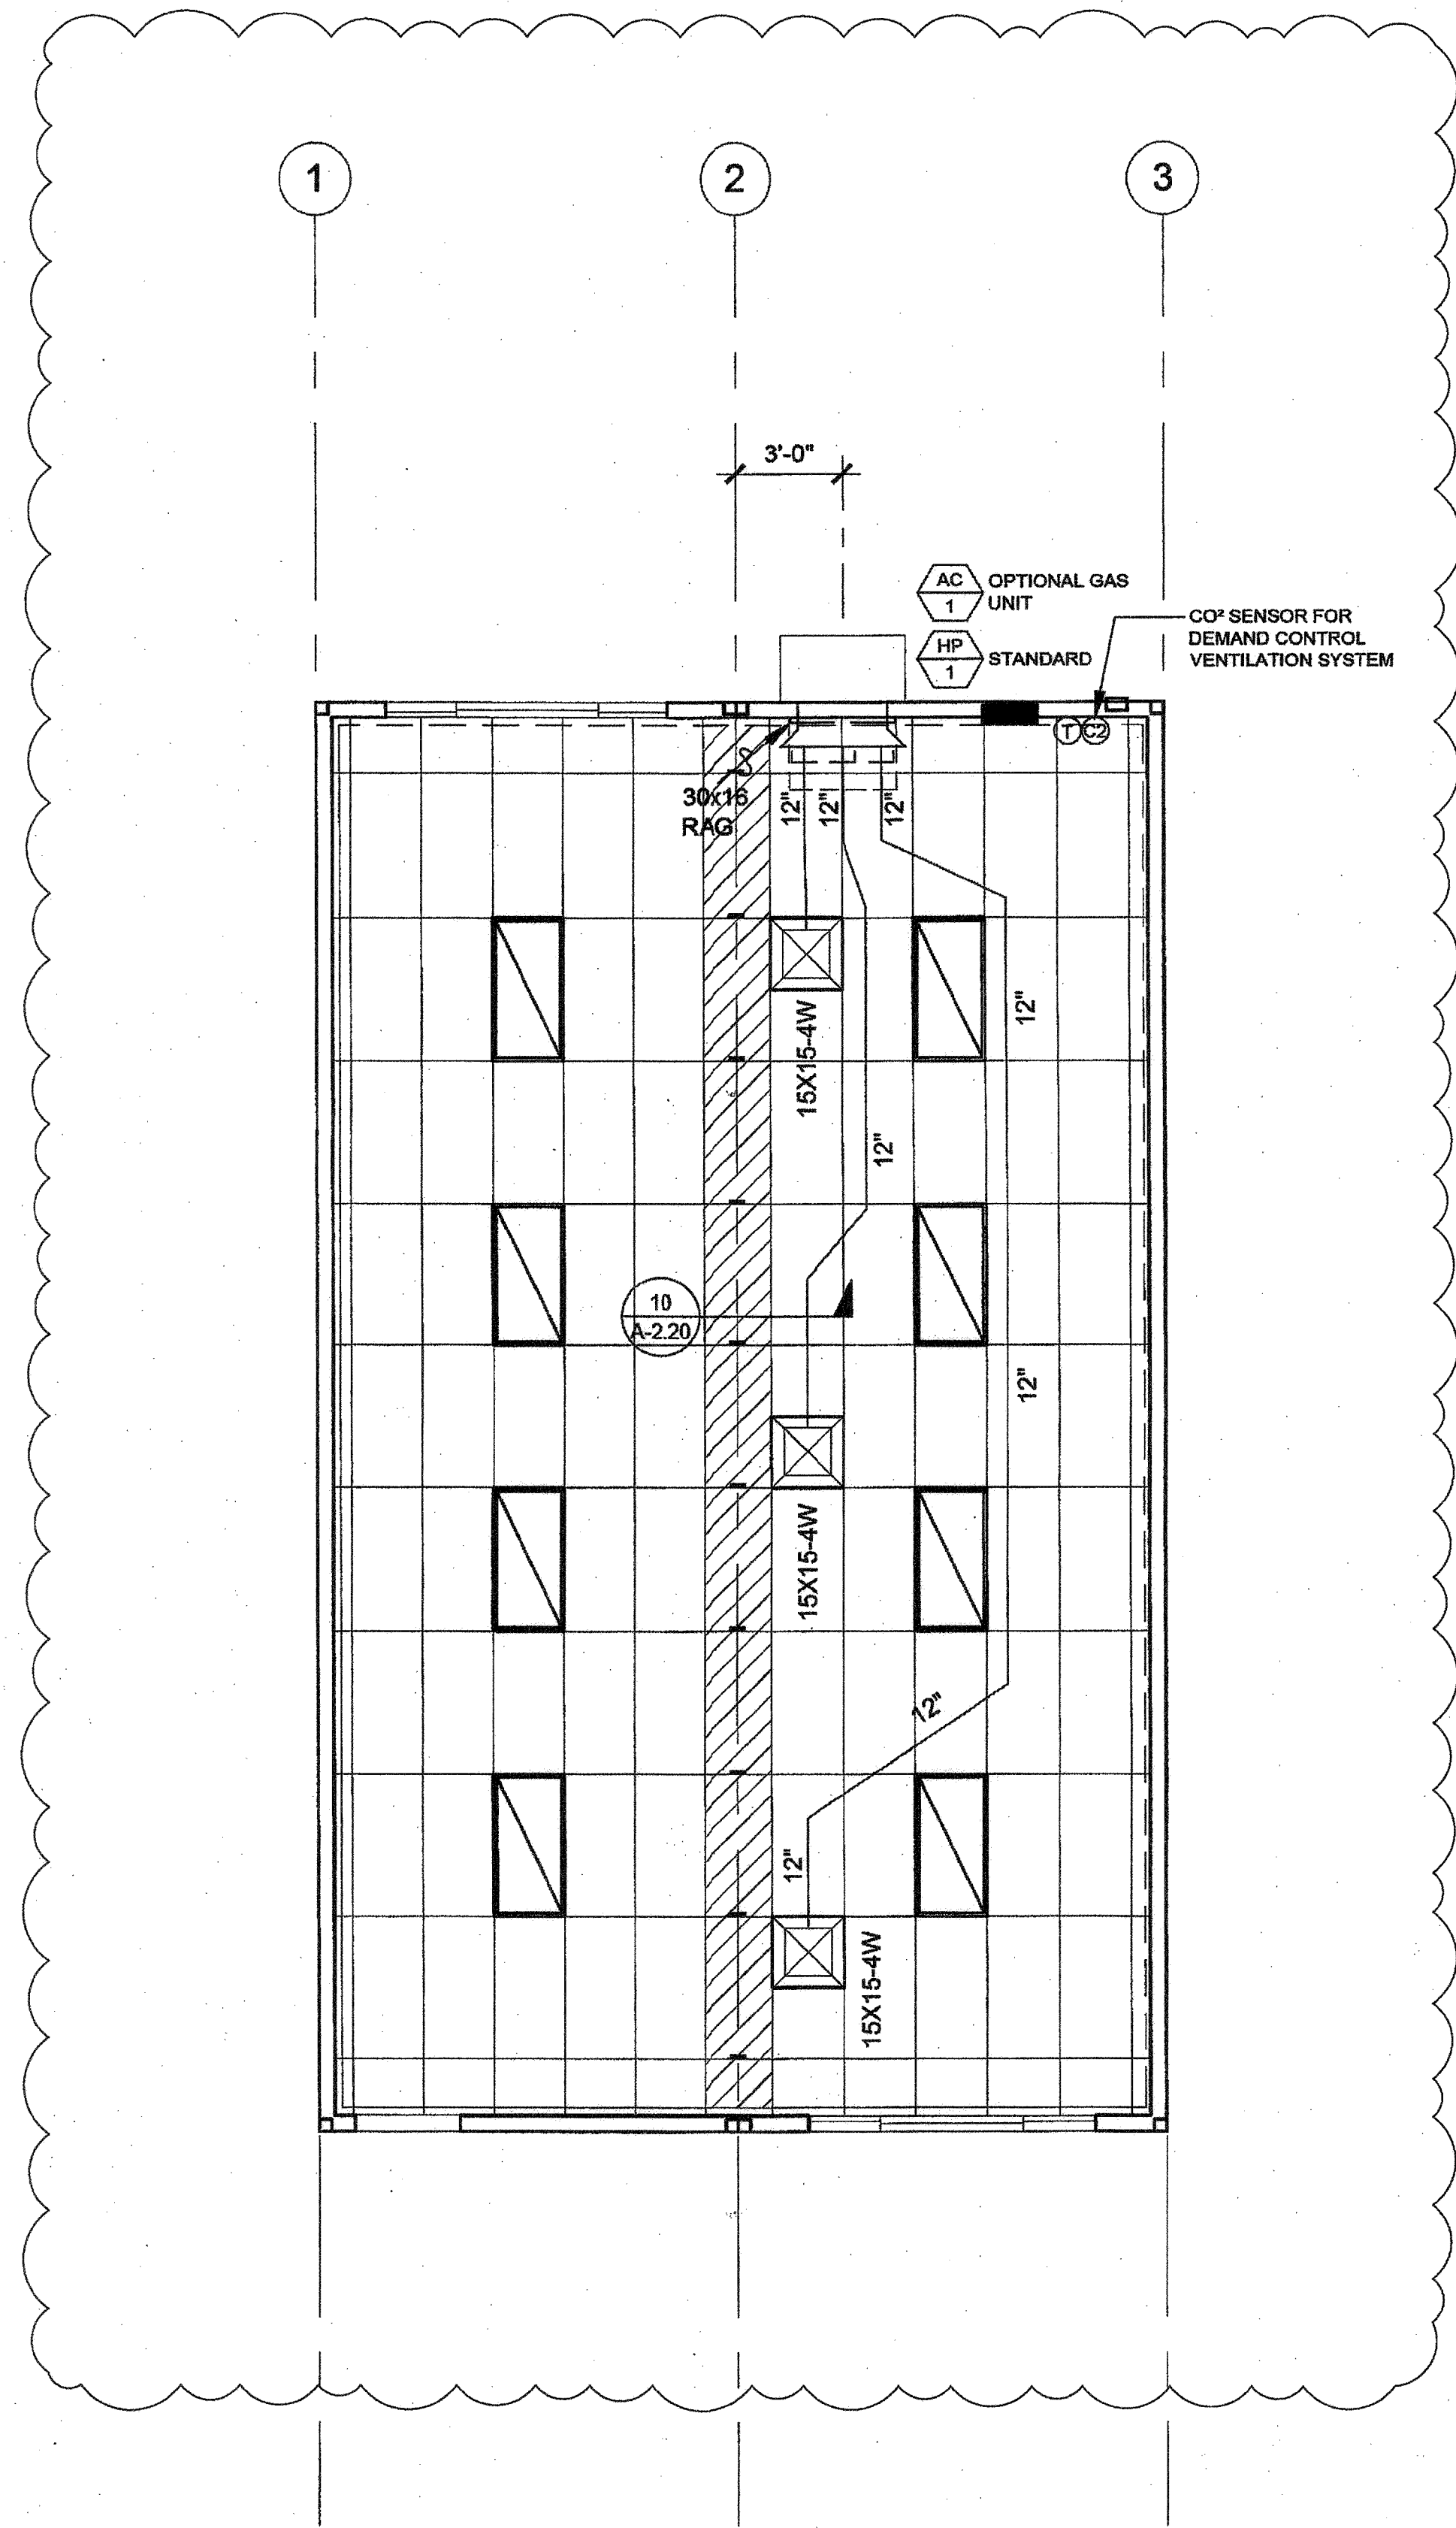 1
2
3
3'-0"
AC
1
OPTIONAL GAS
UNIT
HP
1
STANDARD
CO² SENSOR FOR
DEMAND CONTROL
VENTILATION SYSTEM
T
C2
30x16
RAG
12"
12"
12"
12"
15X15-4W
12"
10
A-2.20
12"
15X15-4W
12"
12"
15X15-4W